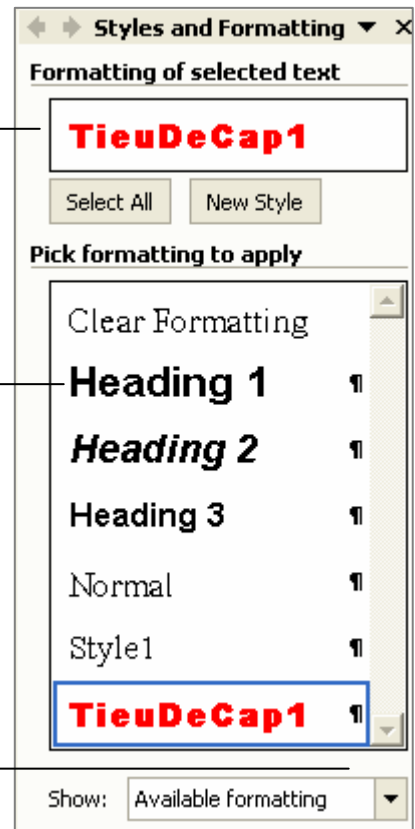 Styles and Formatting
Formatting of selected text
TieuDeCap1
Select All New Style
Pick formatting to apply
Clear Formatting
Heading 1 ¶
Heading 2 ¶
Heading 3 ¶
Normal ¶
Style1 ¶
TieuDeCap1 ¶
Show: Available formatting